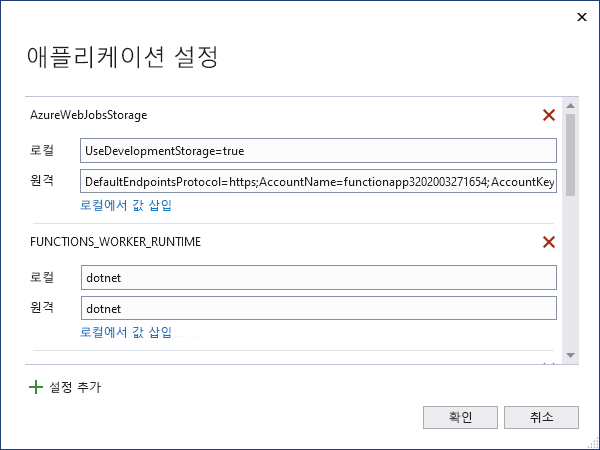 애플리케이션 설정
AzureWebJobsStorage
로컬 UseDevelopmentStorage=true
원격 DefaultEndpointsProtocol=https;AccountName=functionapp3202003271654;AccountKey
로컬에서 값 삽입
FUNCTIONS_WORKER_RUNTIME
로컬 dotnet
원격 dotnet
로컬에서 값 삽입
설정 추가
확인 취소